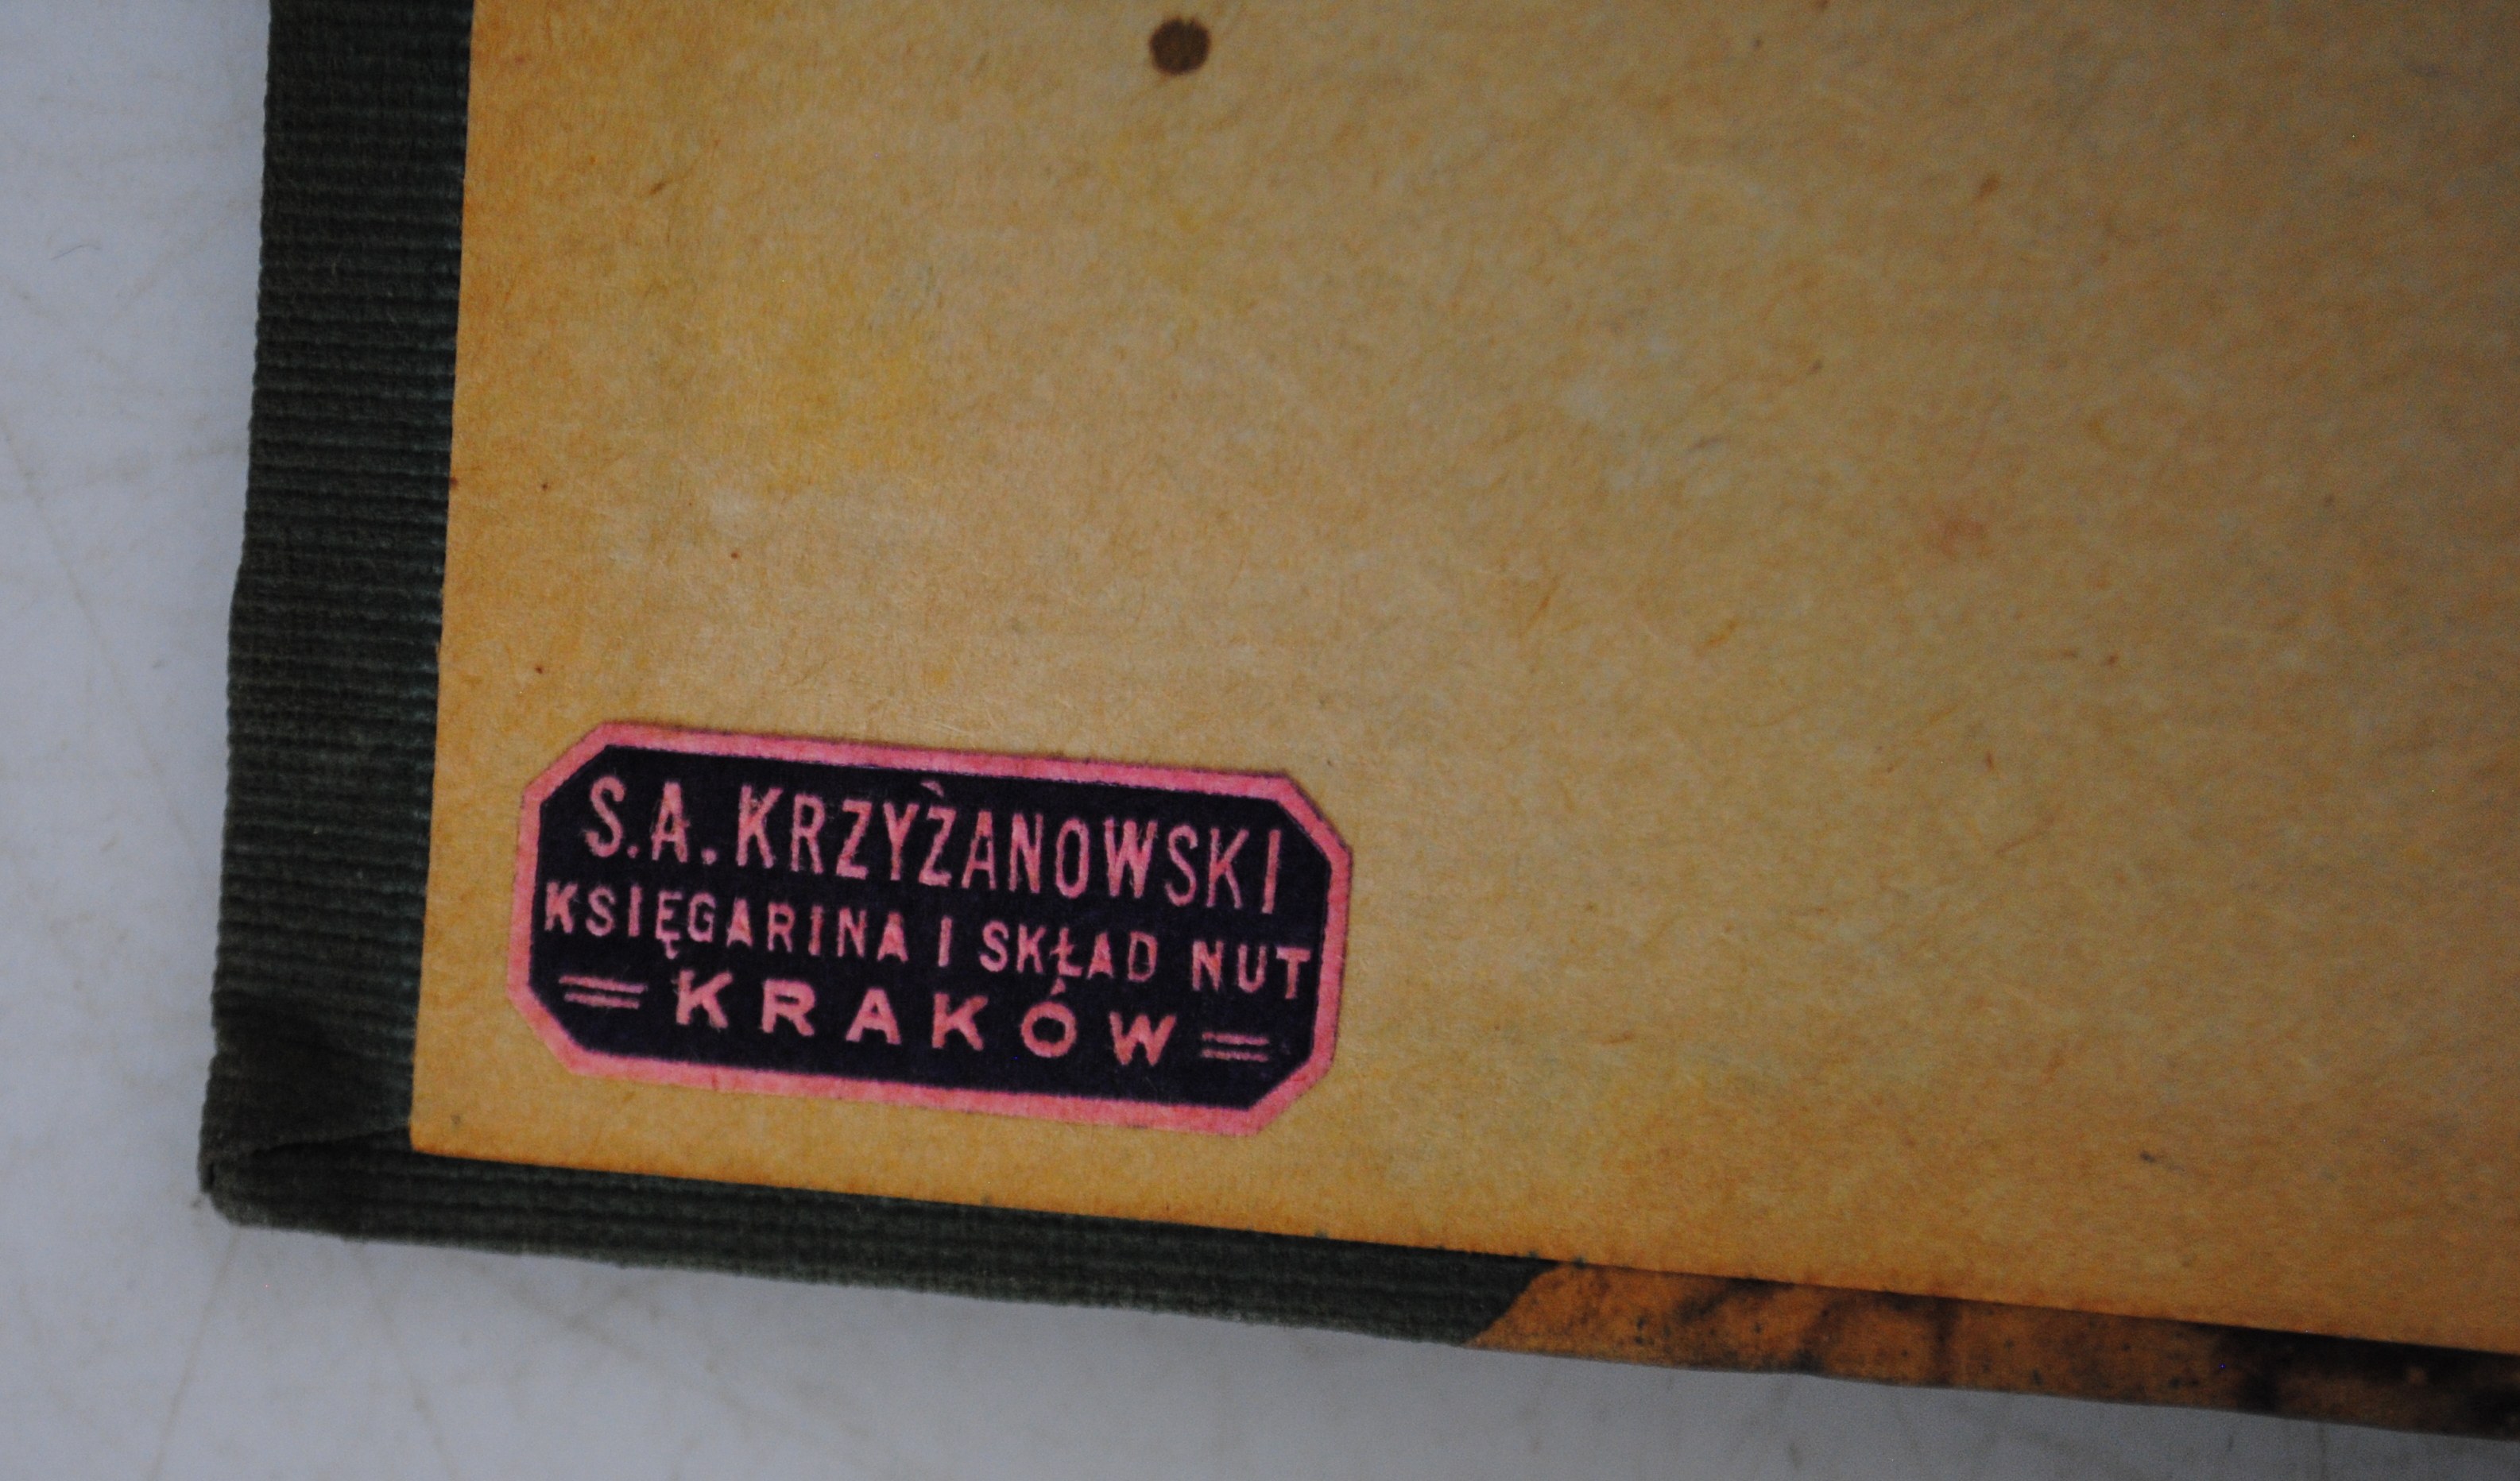 S.A. KRZYŻANOWSKI
KSIĘGARINA I SKŁAD NUT
= KRAKÓW =